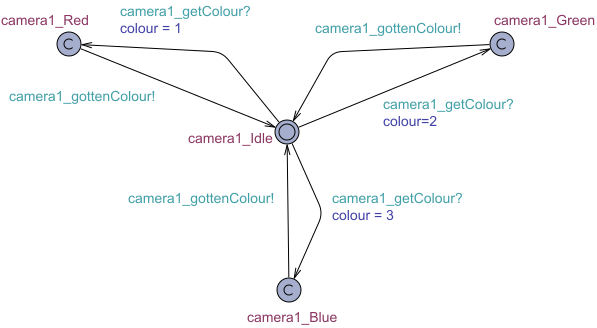 camera1_Red
camera1_getColour?
colour = 1
camera1_gottenColour!
camera1_Green
C
C
camera1_gottenColour!
camera1_getColour?
colour=2
camera1_Idle
camera1_gottenColour!
camera1_getColour?
colour = 3
C
camera1_Blue